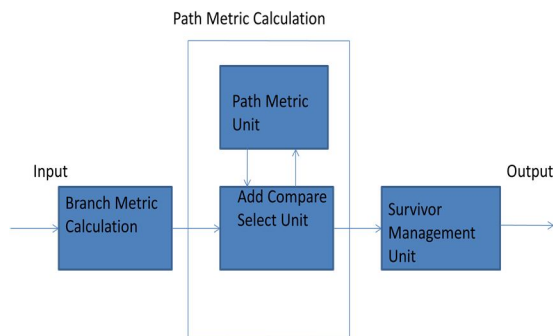 Path Metric Calculation
Path Metric
Unit
Input
Output
Branch Metric
Calculation
Add Compare
Select Unit
Survivor
Management
Unit